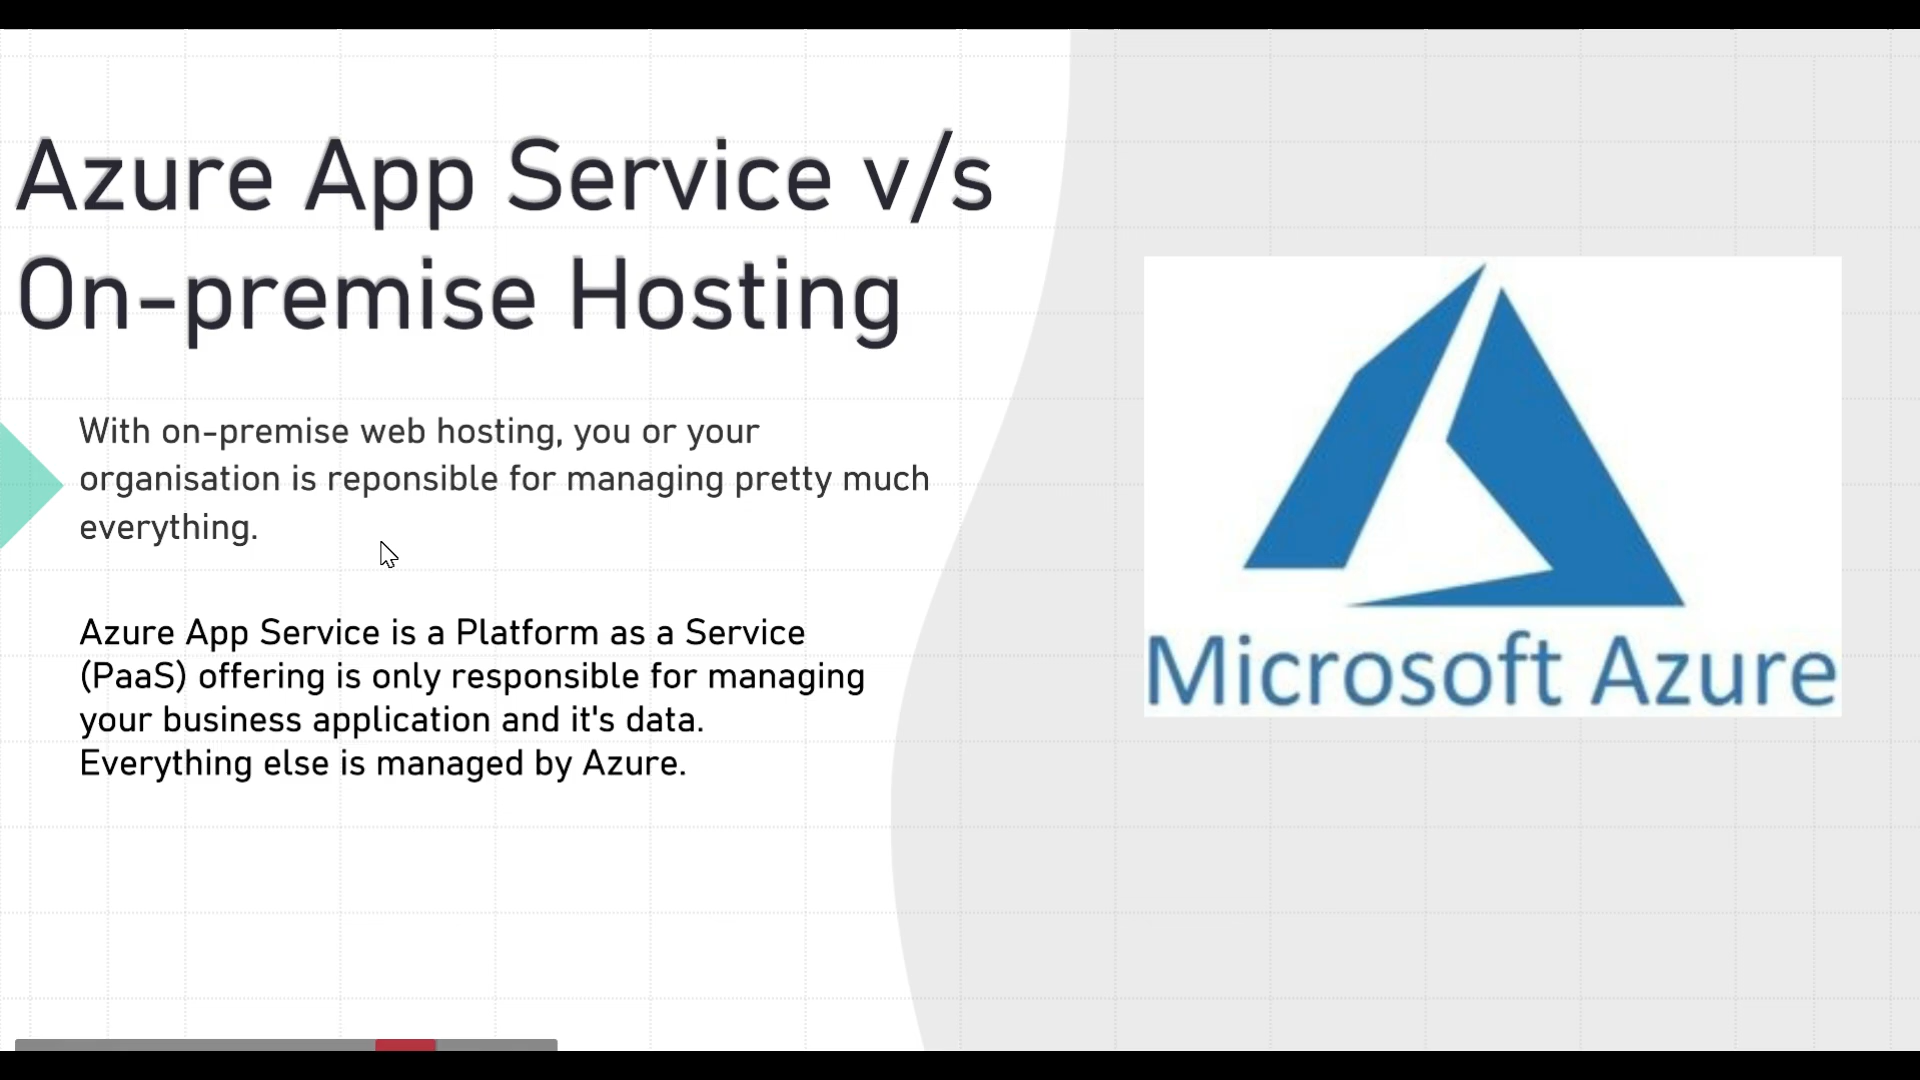 Azure App Service v/s
On-premise Hosting
With on-premise web hosting, you or your
organisation is reponsible for managing pretty much
everything.
Azure App Service is a Platform as a Service
(PaaS) offering is only responsible for managing
your business application and it's data.
Everything else is managed by Azure.
Microsoft Azure